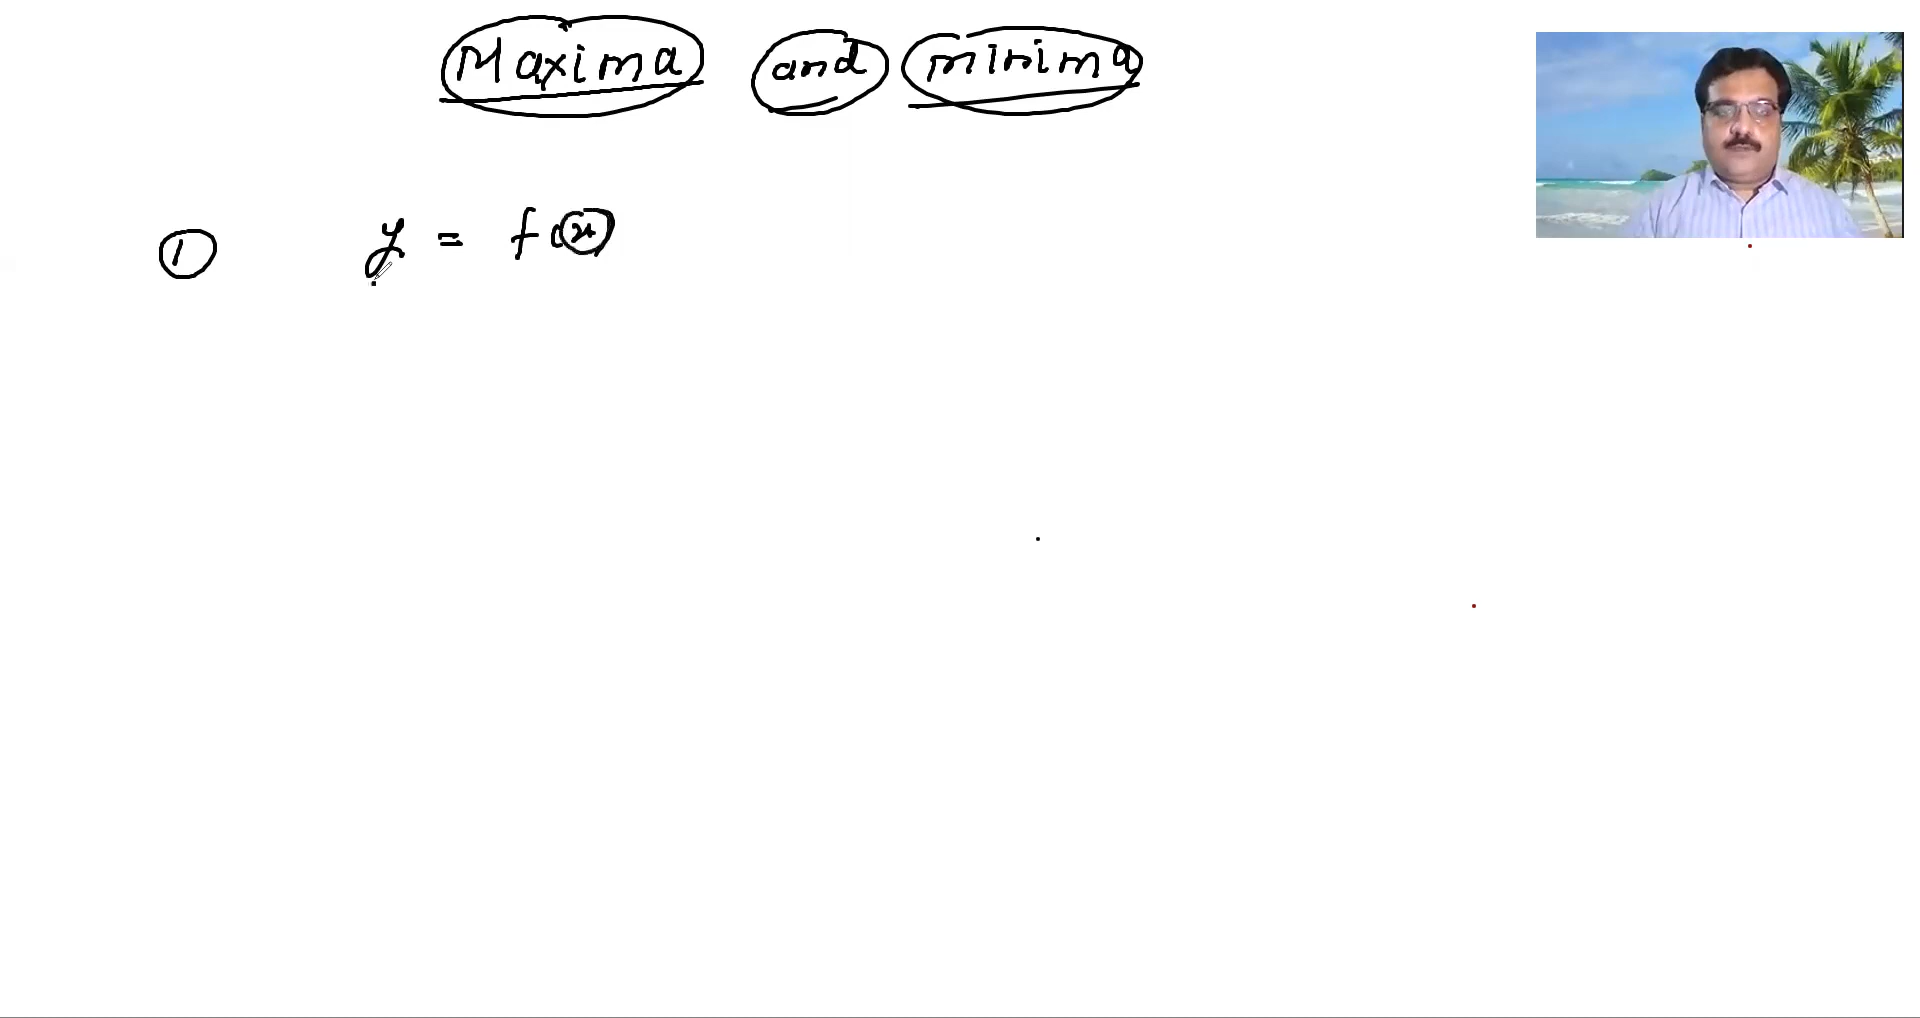 Maxima and minima
① y = f(x)